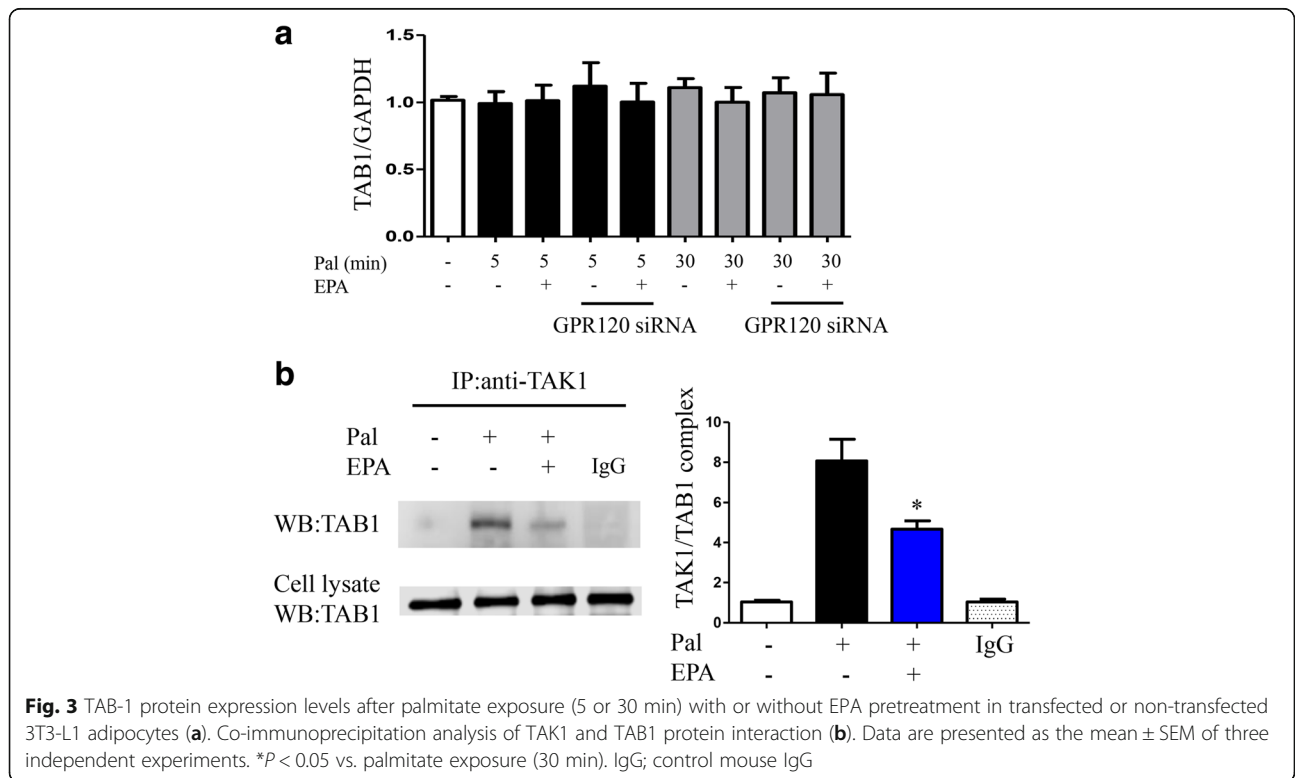 a
1.5
1.0
0.5
0.0
TAB1/GAPDH
Pal (min) - 5 5 5 5 30 30 30 30
EPA - - + - + - + - +
GPR120 siRNA GPR120 siRNA
b
IP:anti-TAK1
Pal - + +
EPA - - + IgG
WB:TAB1
Cell lysate
WB:TAB1
TAK1/TAB1 complex
10
8
6
4
2
0
*
Pal - + + IgG
EPA - - +
Fig. 3 TAB-1 protein expression levels after palmitate exposure (5 or 30 min) with or without EPA pretreatment in transfected or non-transfected
3T3-L1 adipocytes (a). Co-immunoprecipitation analysis of TAK1 and TAB1 protein interaction (b). Data are presented as the mean ± SEM of three
independent experiments. *P < 0.05 vs. palmitate exposure (30 min). IgG; control mouse IgG